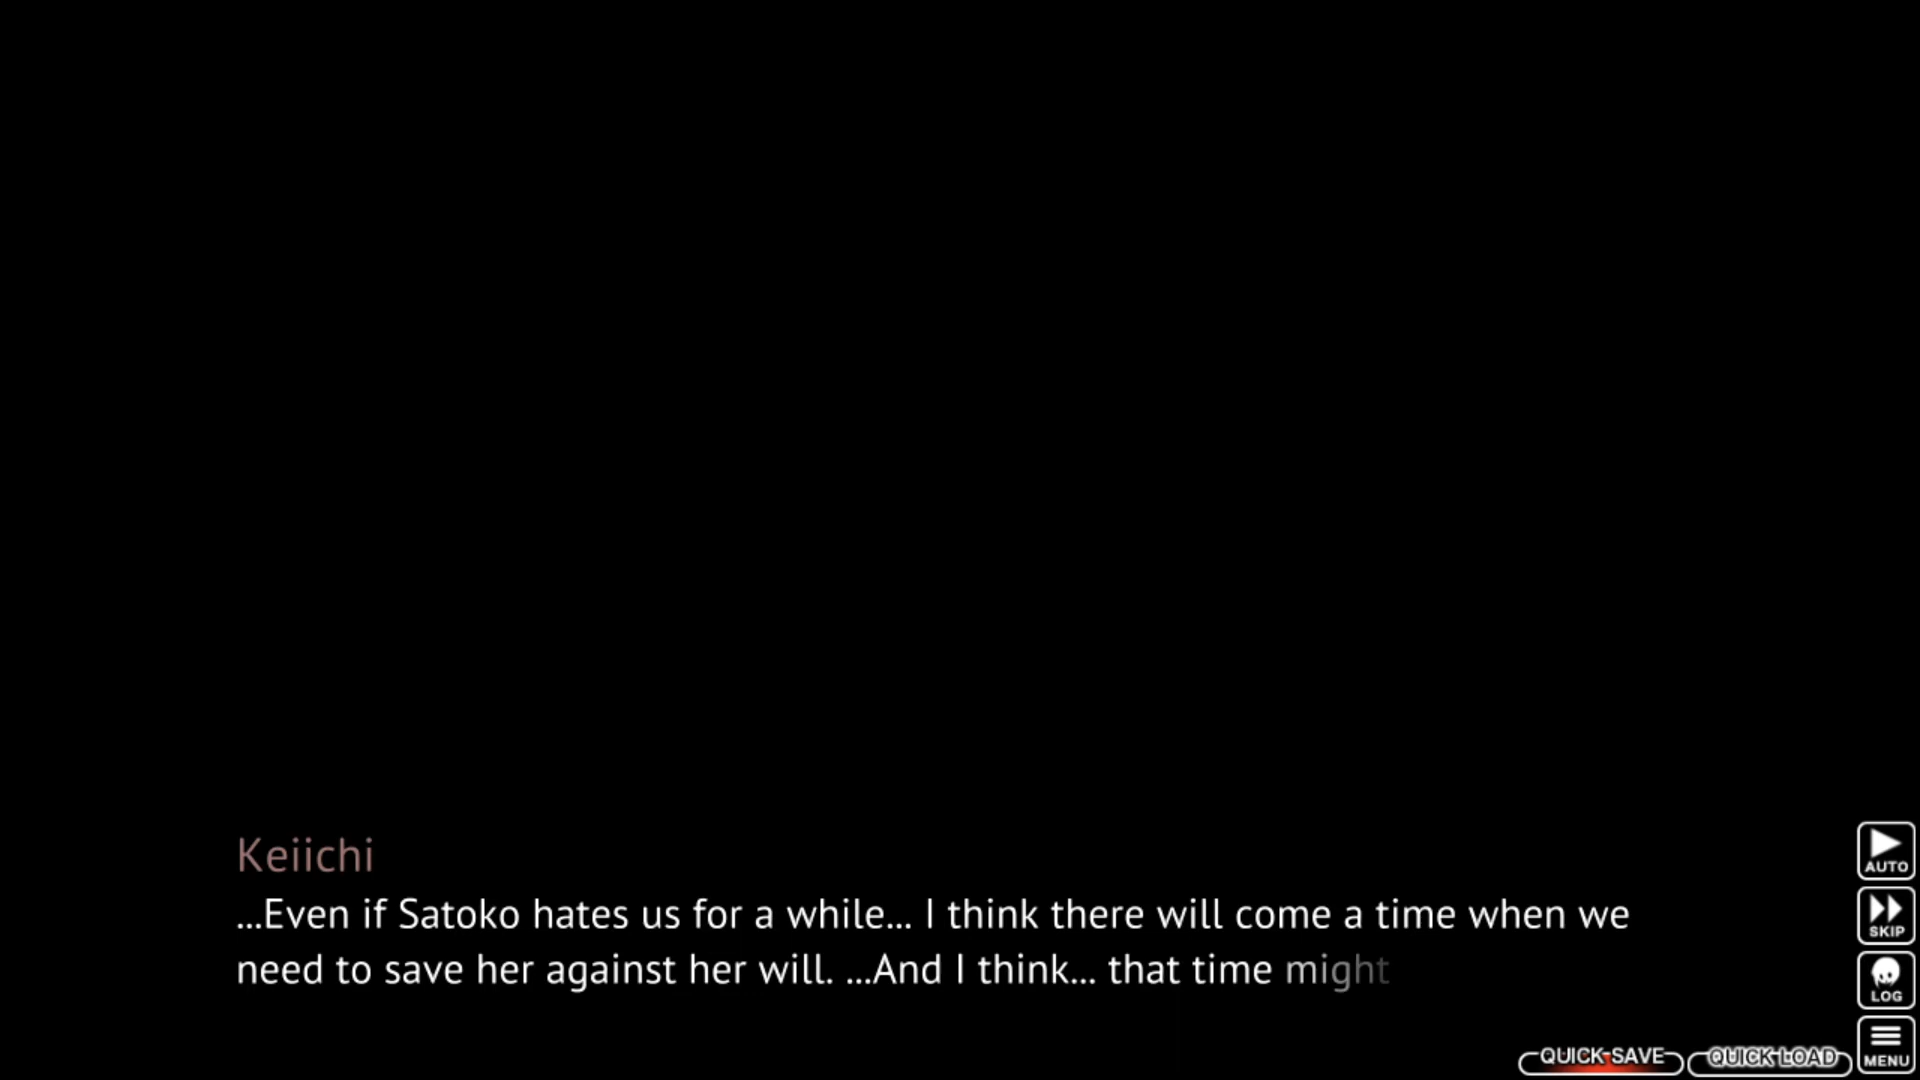 Keiichi
...Even if Satoko hates us for a while... I think there will come a time when we
need to save her against her will. ...And I think... that time might
AUTO
SKIP
LOG
MENU
QUICK SAVE
QUICK LOAD